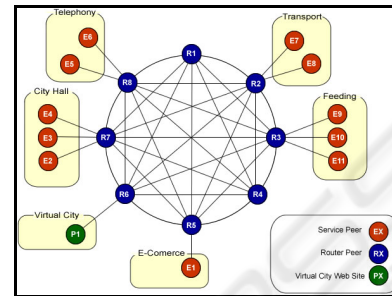 Telephony
Transport
E6
E5
E7
E8
R1
R8
R2
City Hall
Feeding
E4
E3
E2
R7
R3
E9
E10
E11
R6
R4
R5
Virtual City
P1
E-Comerce
E1
Service Peer EX
Router Peer RX
Virtual City Web Site PX